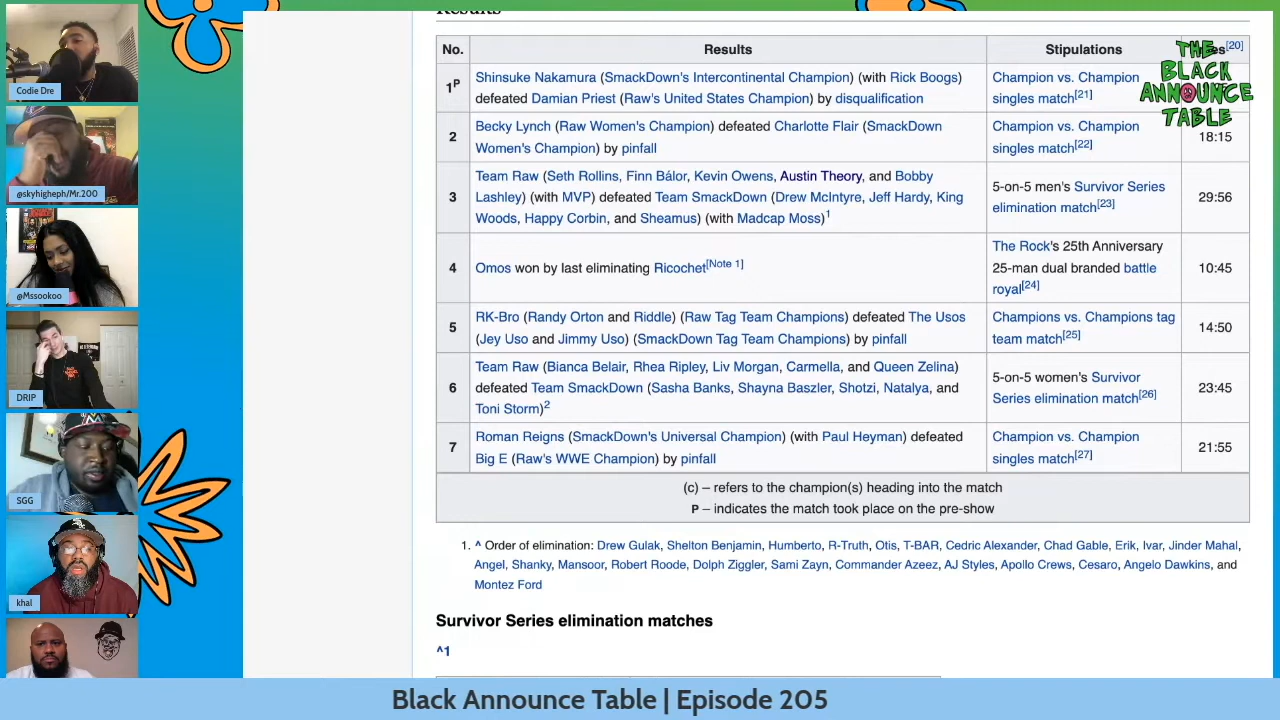 Codie Dre
@skyhigheph/Mr.200
@Mssookoo
DRIP
SGG
khal
Results
No. Results Stipulations es[20]
THE BLACK ANNOUNCE TABLE
1P Shinsuke Nakamura (SmackDown's Intercontinental Champion) (with Rick Boogs) Champion vs. Champion
defeated Damian Priest (Raw's United States Champion) by disqualification singles match[21]
2 Becky Lynch (Raw Women's Champion) defeated Charlotte Flair (SmackDown Champion vs. Champion 18:15
Women's Champion) by pinfall singles match[22]
3 Team Raw (Seth Rollins, Finn Bálor, Kevin Owens, Austin Theory, and Bobby 5-on-5 men's Survivor Series 29:56
Lashley) (with MVP) defeated Team SmackDown (Drew McIntyre, Jeff Hardy, King elimination match[23]
Woods, Happy Corbin, and Sheamus) (with Madcap Moss)1
4 Omos won by last eliminating Ricochet[Note 1] The Rock's 25th Anniversary 10:45
25-man dual branded battle
royal[24]
5 RK-Bro (Randy Orton and Riddle) (Raw Tag Team Champions) defeated The Usos Champions vs. Champions tag 14:50
(Jey Uso and Jimmy Uso) (SmackDown Tag Team Champions) by pinfall team match[25]
6 Team Raw (Bianca Belair, Rhea Ripley, Liv Morgan, Carmella, and Queen Zelina) 5-on-5 women's Survivor 23:45
defeated Team SmackDown (Sasha Banks, Shayna Baszler, Shotzi, Natalya, and Series elimination match[26]
Toni Storm)2
7 Roman Reigns (SmackDown's Universal Champion) (with Paul Heyman) defeated Champion vs. Champion 21:55
Big E (Raw's WWE Champion) by pinfall singles match[27]
(c) – refers to the champion(s) heading into the match
P – indicates the match took place on the pre-show
1. ^ Order of elimination: Drew Gulak, Shelton Benjamin, Humberto, R-Truth, Otis, T-BAR, Cedric Alexander, Chad Gable, Erik, Ivar, Jinder Mahal,
Angel, Shanky, Mansoor, Robert Roode, Dolph Ziggler, Sami Zayn, Commander Azeez, AJ Styles, Apollo Crews, Cesaro, Angelo Dawkins, and
Montez Ford
Survivor Series elimination matches
^1
Black Announce Table | Episode 205